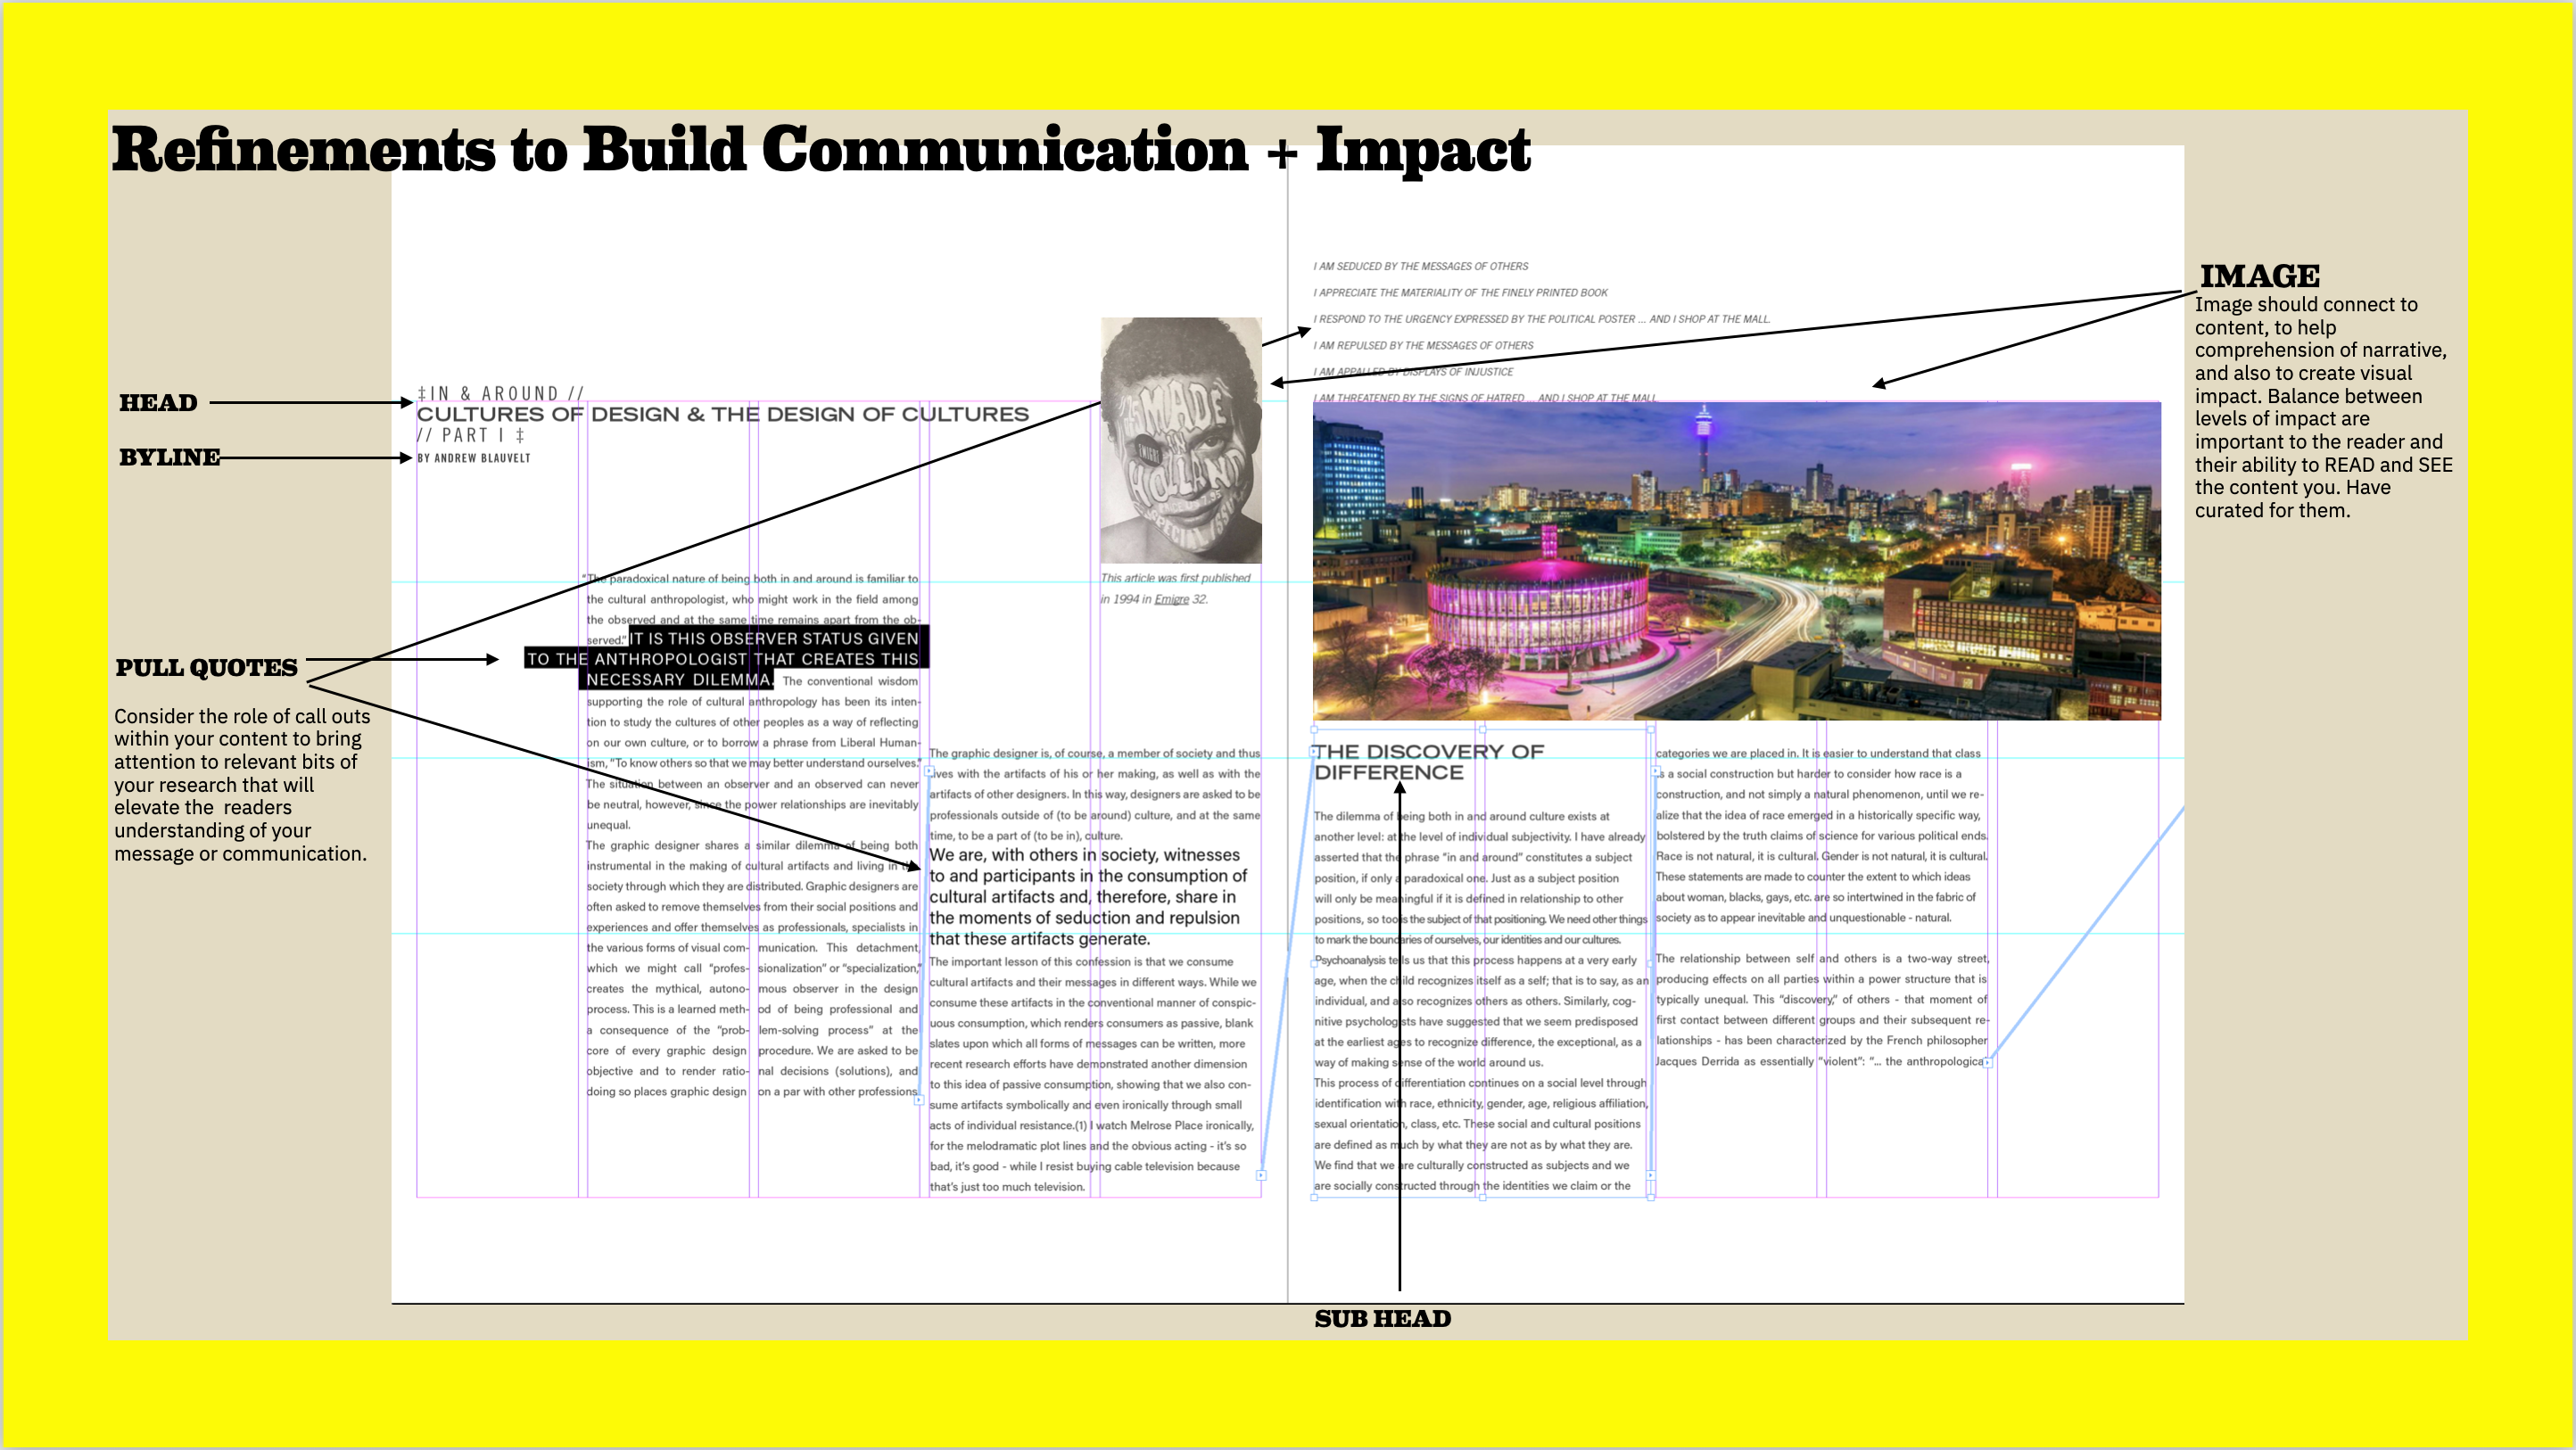 Refinements to Build Communication + Impact
HEAD
BYLINE
PULL QUOTES
Consider the role of call outs
within your content to bring
attention to relevant bits of
your research that will
elevate the  readers
understanding of your
message or communication.
‡IN & AROUND //
CULTURES OF DESIGN & THE DESIGN OF CULTURES
// PART I ‡
BY ANDREW BLAUVELT
MADE
IN
HOLLAND
EMIGRE
SPECIAL ISSUE
This article was first published
in 1994 in Emigre 32.
“The paradoxical nature of being both in and around is familiar to
the cultural anthropologist, who might work in the field among
the observed and at the same time remains apart from the ob-
served.” IT IS THIS OBSERVER STATUS GIVEN
TO THE ANTHROPOLOGIST THAT CREATES THIS
NECESSARY DILEMMA. The conventional wisdom
supporting the role of cultural anthropology has been its inten-
tion to study the cultures of other peoples as a way of reflecting
on our own culture, or to borrow a phrase from Liberal Human-
ism, “To know others so that we may better understand ourselves.”
The situation between an observer and an observed can never
be neutral, however, since the power relationships are inevitably
unequal.
The graphic designer shares a similar dilemma of being both
instrumental in the making of cultural artifacts and living in the
society through which they are distributed. Graphic designers are
often asked to remove themselves from their social positions and
experiences and offer themselves as professionals, specialists in
the various forms of visual com-
which we might call “profes-
creates the mythical, autono-
process. This is a learned meth-
a consequence of the “prob-
core of every graphic design
objective and to render ratio-
doing so places graphic design
munication. This detachment,
sionalization” or “specialization,”
mous observer in the design
od of being professional and
lem-solving process” at the
procedure. We are asked to be
nal decisions (solutions), and
on a par with other professions
The graphic designer is, of course, a member of society and thus
lives with the artifacts of his or her making, as well as with the
artifacts of other designers. In this way, designers are asked to be
professionals outside of (to be around) culture, and at the same
time, to be a part of (to be in), culture.
We are, with others in society, witnesses
to and participants in the consumption of
cultural artifacts and, therefore, share in
the moments of seduction and repulsion
that these artifacts generate.
The important lesson of this confession is that we consume
cultural artifacts and their messages in different ways. While we
consume these artifacts in the conventional manner of conspic-
uous consumption, which renders consumers as passive, blank
slates upon which all forms of messages can be written, more
recent research efforts have demonstrated another dimension
to this idea of passive consumption, showing that we also con-
sume artifacts symbolically and even ironically through small
acts of individual resistance.(1) I watch Melrose Place ironically,
for the melodramatic plot lines and the obvious acting - it’s so
bad, it’s good - while I resist buying cable television because
that’s just too much television.
I AM SEDUCED BY THE MESSAGES OF OTHERS
I APPRECIATE THE MATERIALITY OF THE FINELY PRINTED BOOK
I RESPOND TO THE URGENCY EXPRESSED BY THE POLITICAL POSTER ... AND I SHOP AT THE MALL.
I AM REPULSED BY THE MESSAGES OF OTHERS
I AM APPALLED BY DISPLAYS OF INJUSTICE
I AM THREATENED BY THE SIGNS OF HATRED ... AND I SHOP AT THE MALL.
THE DISCOVERY OF
DIFFERENCE
The dilemma of being both in and around culture exists at
another level: at the level of individual subjectivity. I have already
asserted that the phrase “in and around” constitutes a subject
position, if only a paradoxical one. Just as a subject position
will only be meaningful if it is defined in relationship to other
positions, so too is the subject of that positioning. We need other things
to mark the boundaries of ourselves, our identities and our cultures.
Psychoanalysis tells us that this process happens at a very early
age, when the child recognizes itself as a self; that is to say, as an
individual, and also recognizes others as others. Similarly, cog-
nitive psychologists have suggested that we seem predisposed
at the earliest ages to recognize difference, the exceptional, as a
way of making sense of the world around us.
This process of differentiation continues on a social level through
identification with race, ethnicity, gender, age, religious affiliation,
sexual orientation, class, etc. These social and cultural positions
are defined as much by what they are not as by what they are.
We find that we are culturally constructed as subjects and we
are socially constructed through the identities we claim or the
categories we are placed in. It is easier to understand that class
is a social construction but harder to consider how race is a
construction, and not simply a natural phenomenon, until we re-
alize that the idea of race emerged in a historically specific way,
bolstered by the truth claims of science for various political ends.
Race is not natural, it is cultural. Gender is not natural, it is cultural.
These statements are made to counter the extent to which ideas
about woman, blacks, gays, etc. are so intertwined in the fabric of
society as to appear inevitable and unquestionable - natural.
The relationship between self and others is a two-way street,
producing effects on all parties within a power structure that is
typically unequal. This “discovery,” of others - that moment of
first contact between different groups and their subsequent re-
lationships - has been characterized by the French philosopher
Jacques Derrida as essentially “violent”: “... the anthropological
IMAGE
Image should connect to
content, to help
comprehension of narrative,
and also to create visual
impact. Balance between
levels of impact are
important to the reader and
their ability to READ and SEE
the content you. Have
curated for them.
SUB HEAD